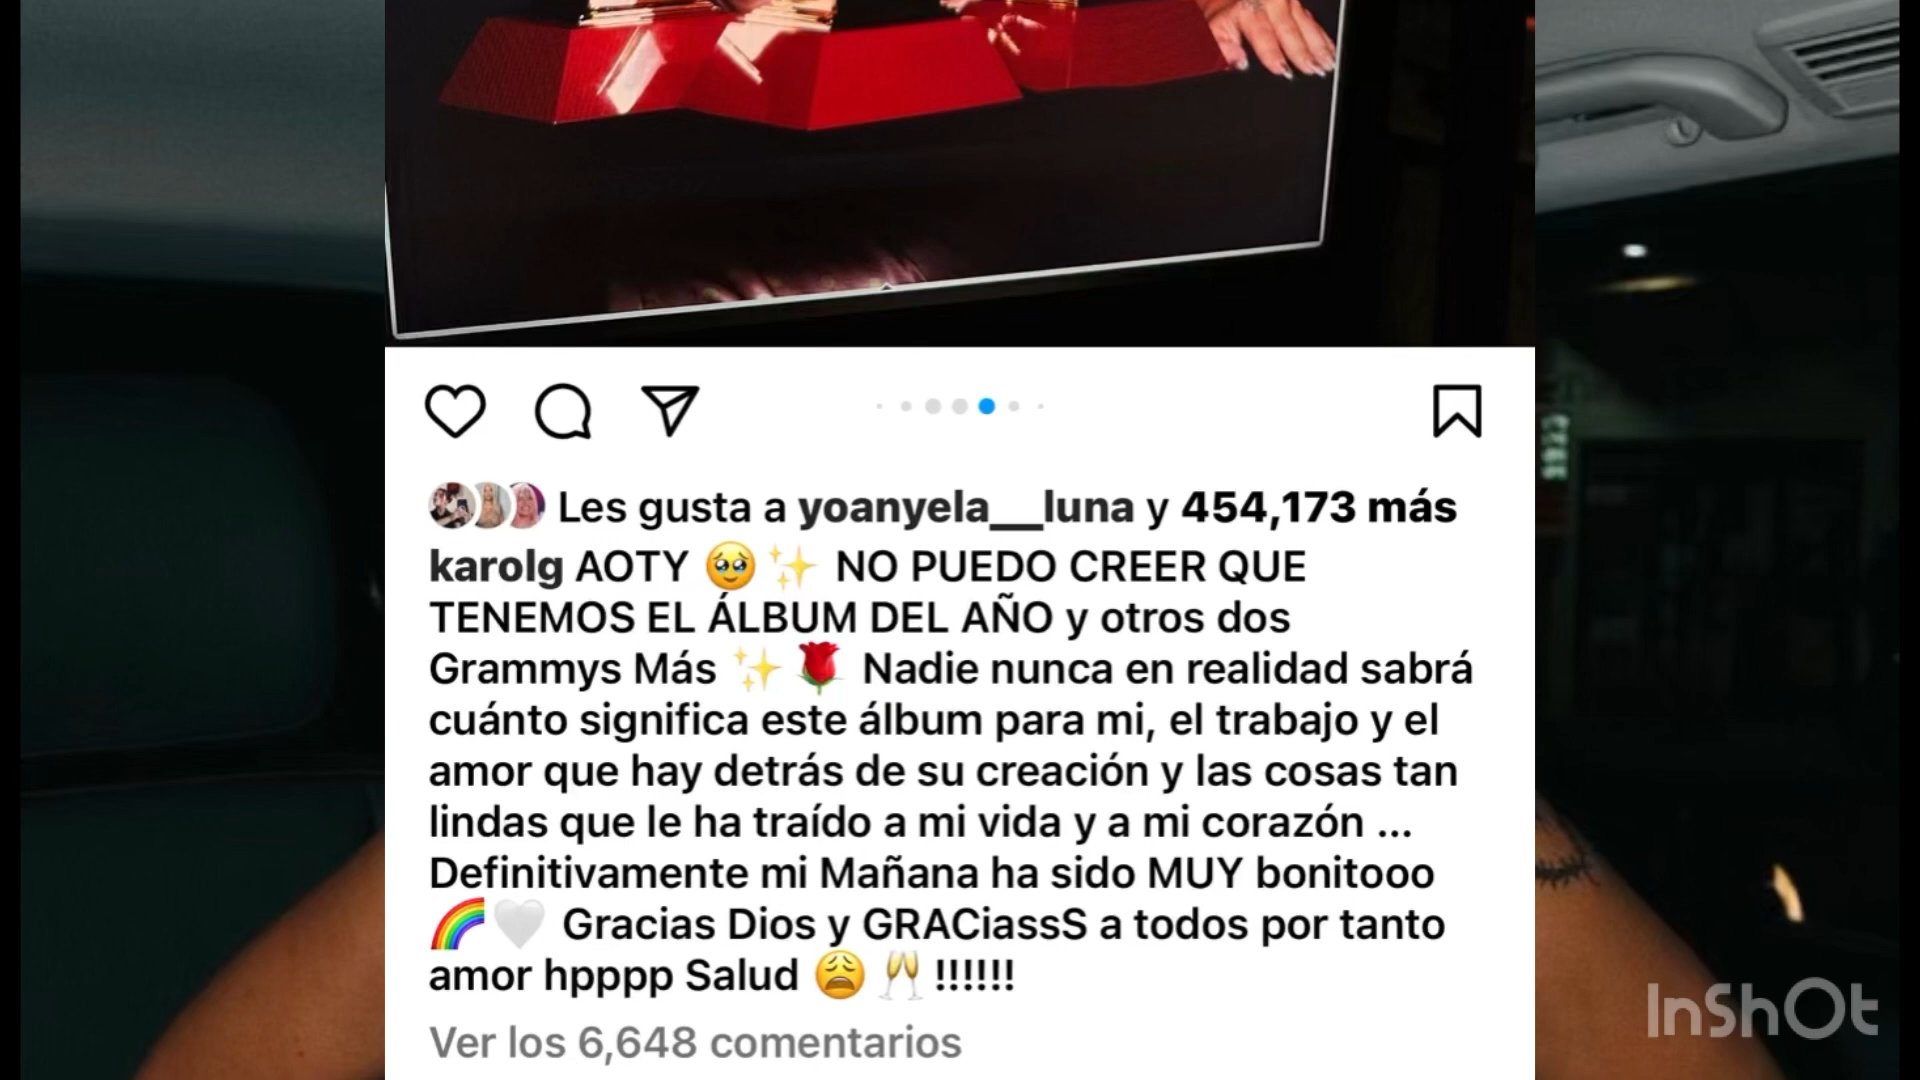 Les gusta a yoanyela__luna y 454,173 más
karolg AOTY 🥹✨ NO PUEDO CREER QUE
TENEMOS EL ÁLBUM DEL AÑO y otros dos
Grammys Más ✨🌹 Nadie nunca en realidad sabrá
cuánto significa este álbum para mi, el trabajo y el
amor que hay detrás de su creación y las cosas tan
lindas que le ha traído a mi vida y a mi corazón ...
Definitivamente mi Mañana ha sido MUY bonitooo
🌈🤍 Gracias Dios y GRACiassS a todos por tanto
amor hpppp Salud 😩🥂 !!!!!!
Ver los 6,648 comentarios
InShOt